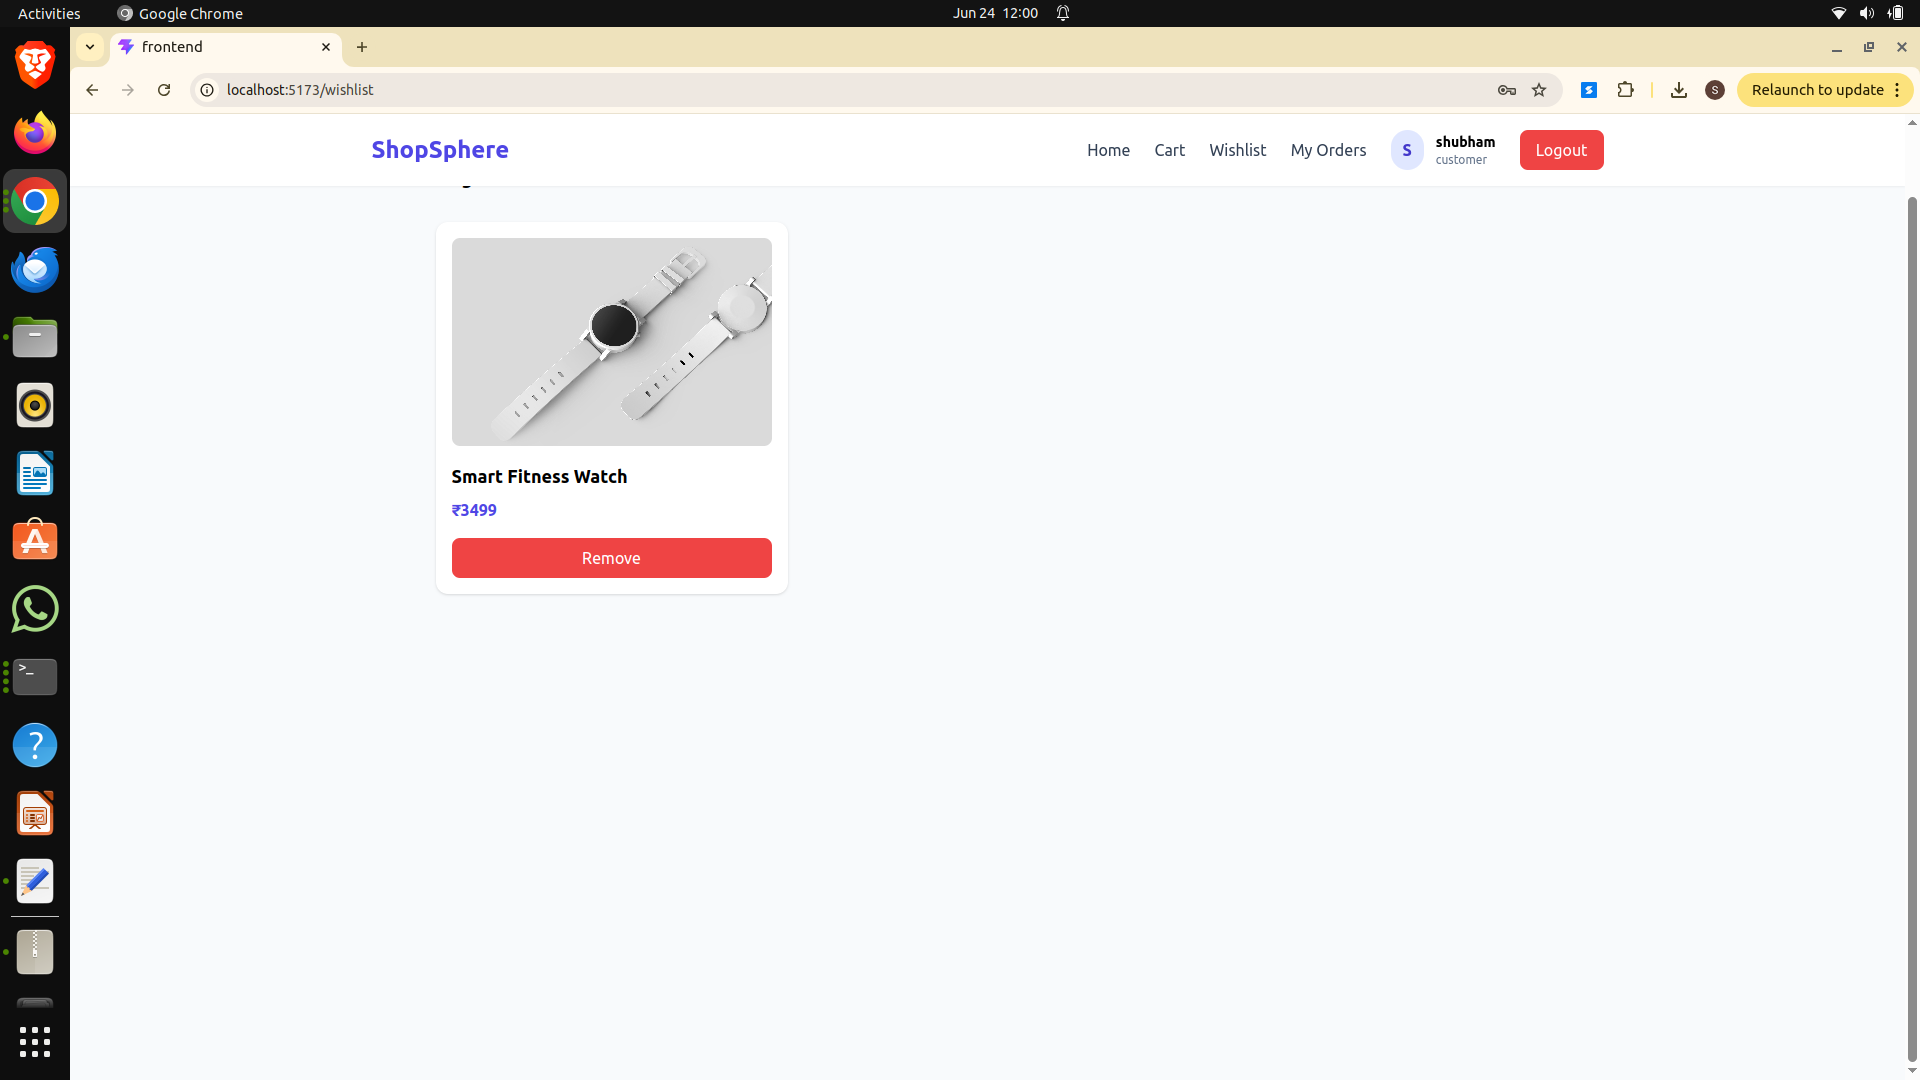 Activities
Google Chrome
Jun 24 12:00
frontend
localhost:5173/wishlist
S
Relaunch to update
ShopSphere
Home
Cart
Wishlist
My Orders
S
shubham
customer
Logout
Smart Fitness Watch
₹3499
Remove